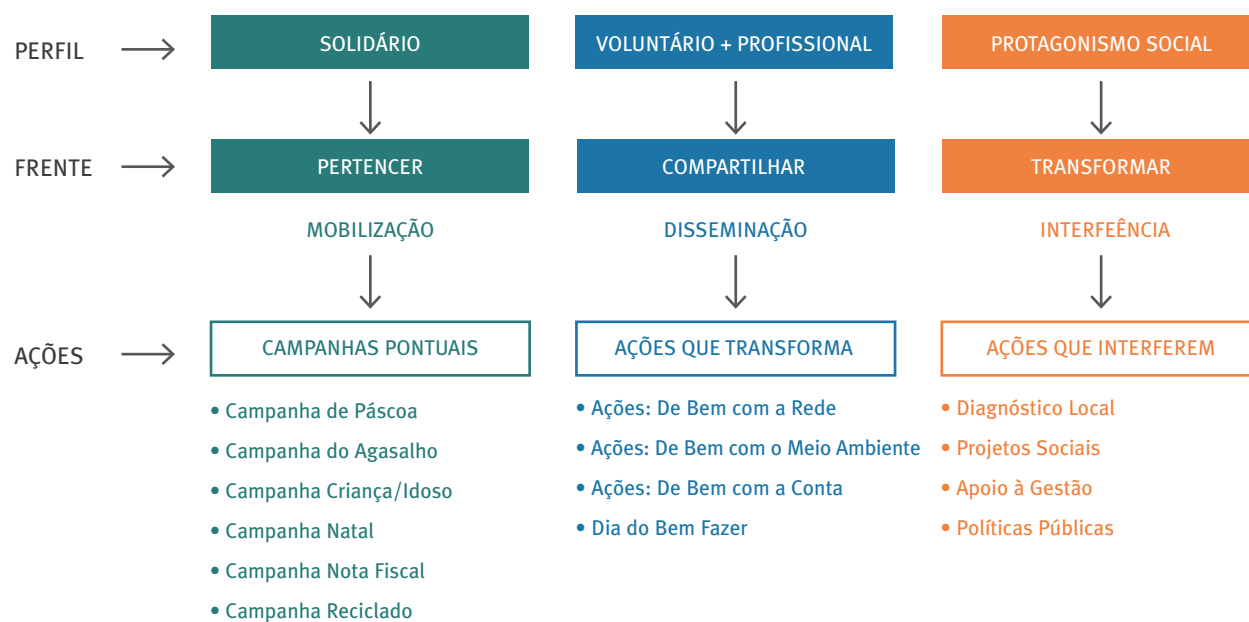 PERFIL
SOLIDÁRIO
VOLUNTÁRIO + PROFISSIONAL
PROTAGONISMO SOCIAL
FRENTE
PERTENCER
COMPARTILHAR
TRANSFORMAR
MOBILIZAÇÃO
DISSEMINAÇÃO
INTERFEÊNCIA
AÇÕES
CAMPANHAS PONTUAIS
AÇÕES QUE TRANSFORMA
AÇÕES QUE INTERFEREM
• Campanha de Páscoa
• Campanha do Agasalho
• Campanha Criança/Idoso
• Campanha Natal
• Campanha Nota Fiscal
• Campanha Reciclado
• Ações: De Bem com a Rede
• Ações: De Bem com o Meio Ambiente
• Ações: De Bem com a Conta
• Dia do Bem Fazer
• Diagnóstico Local
• Projetos Sociais
• Apoio à Gestão
• Políticas Públicas